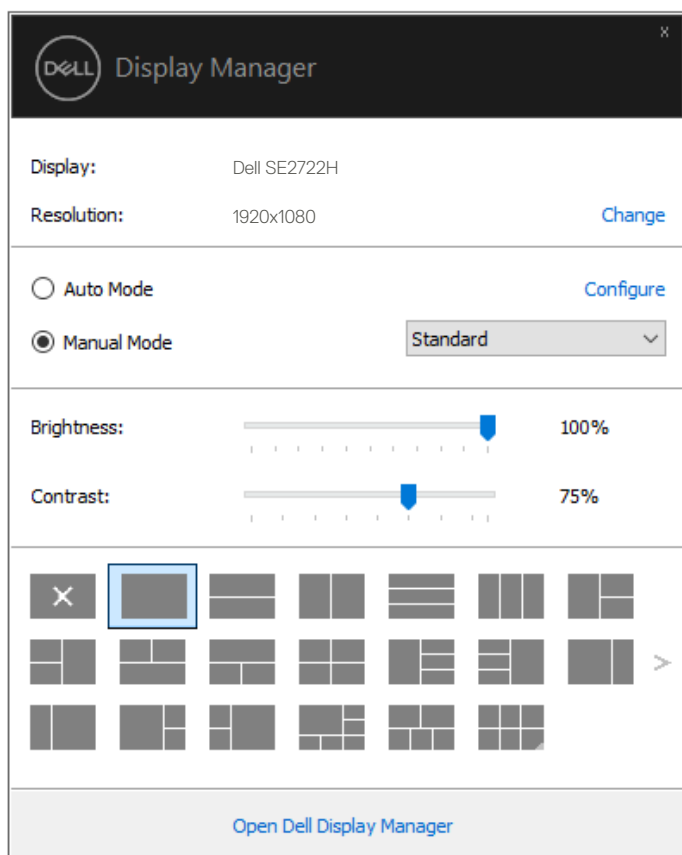 x
DELL Display Manager
Display: Dell SE2722H
Resolution: 1920x1080 Change
Auto Mode Configure
Manual Mode Standard
Brightness: 100%
Contrast: 75%
Open Dell Display Manager